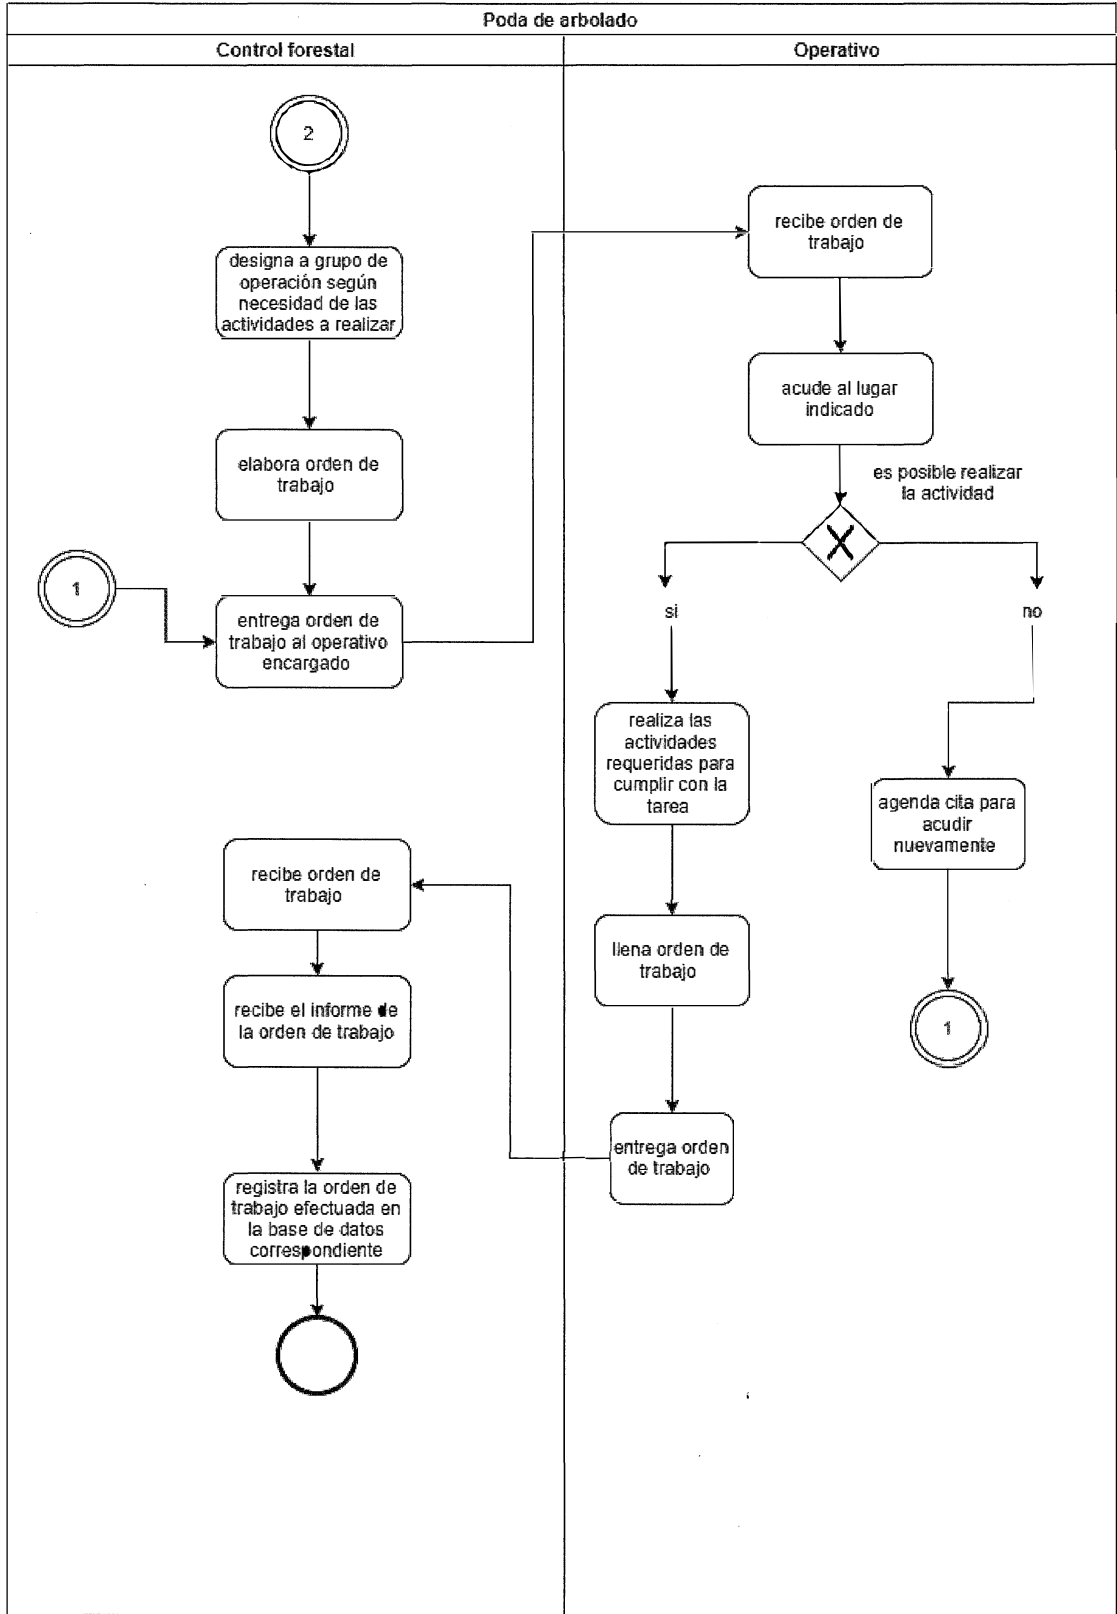 Poda de arbolado
Control forestal
Operativo
2
designa a grupo de
operación según
necesidad de las
actividades a realizar
elabora orden de
trabajo
1
entrega orden de
trabajo al operativo
encargado
recibe orden de
trabajo
acude al lugar
indicado
es posible realizar
la actividad
si
no
realiza las
actividades
requeridas para
cumplir con la
tarea
agenda cita para
acudir
nuevamente
1
llena orden de
trabajo
entrega orden
de trabajo
recibe orden de
trabajo
recibe el informe de
la orden de trabajo
registra la orden de
trabajo efectuada en
la base de datos
correspondiente